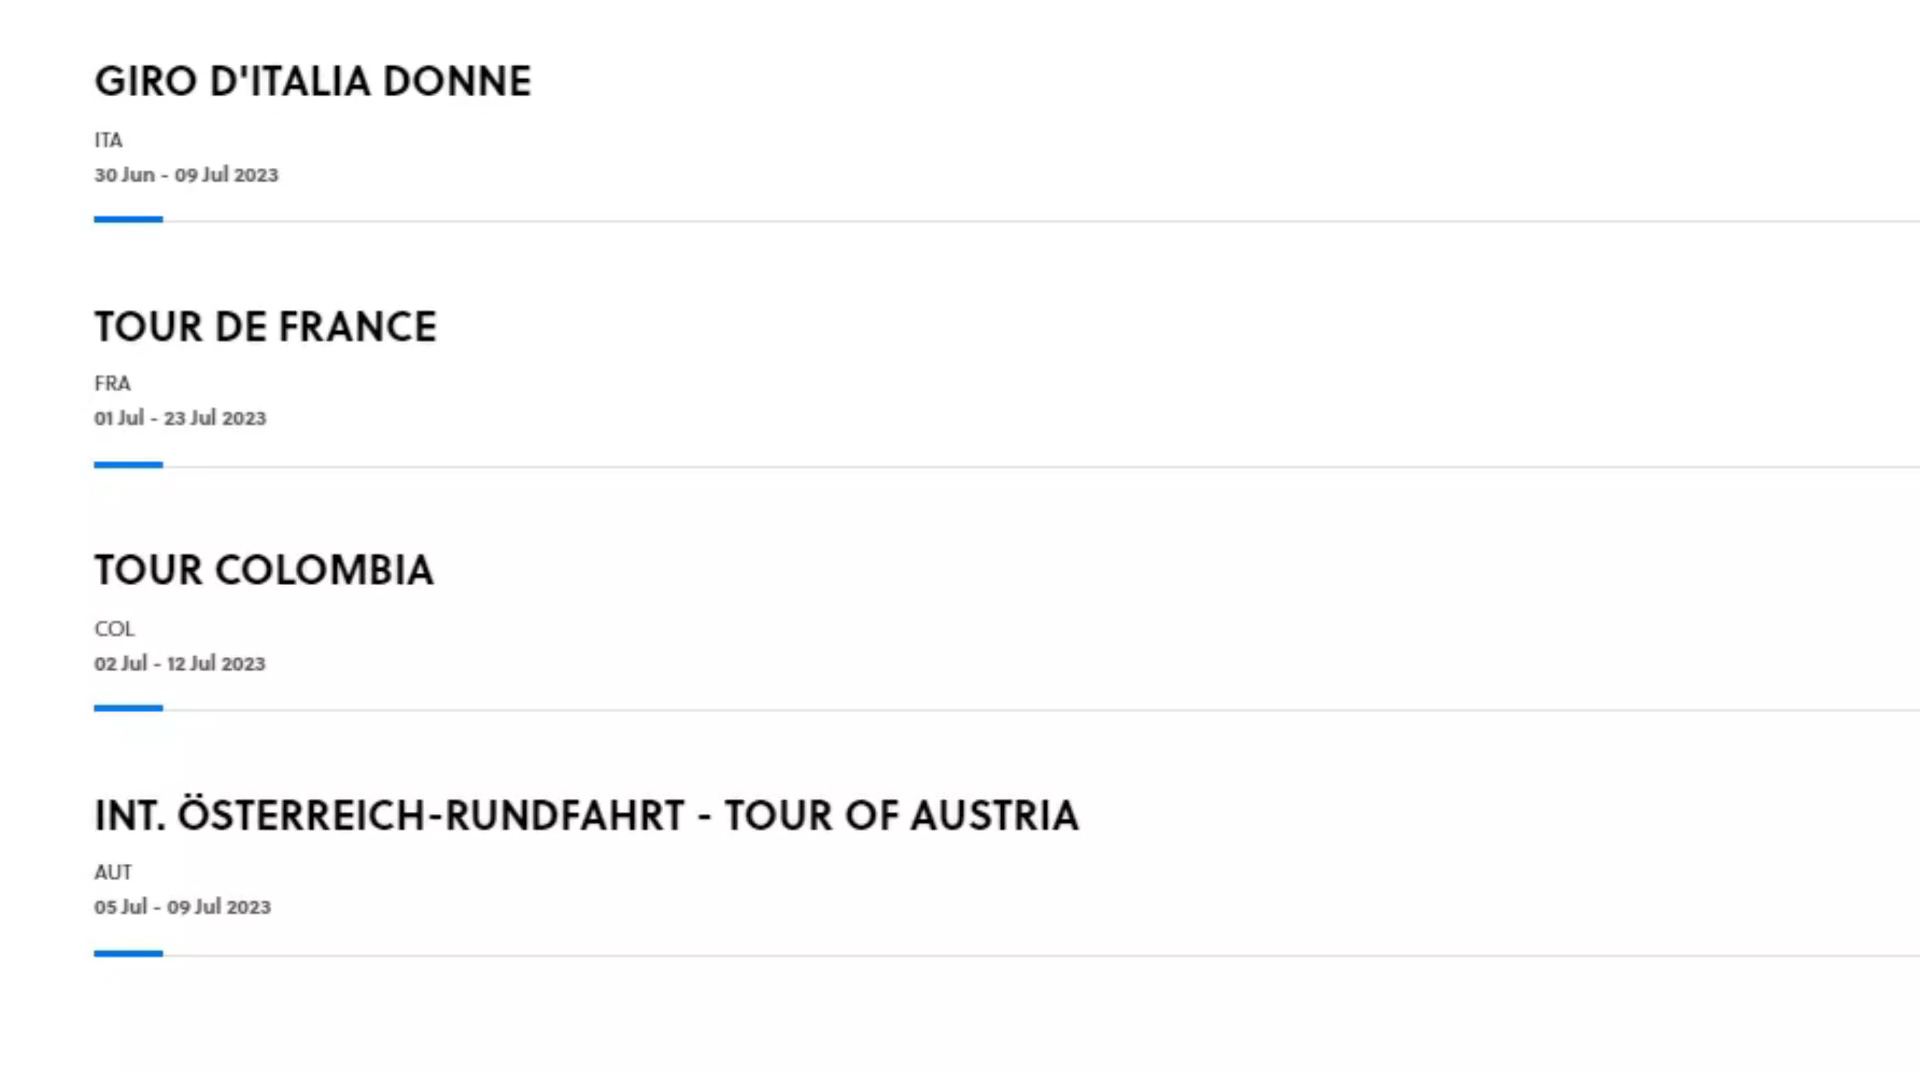 GIRO D'ITALIA DONNE
ITA
30 Jun - 09 Jul 2023
TOUR DE FRANCE
FRA
01 Jul - 23 Jul 2023
TOUR COLOMBIA
COL
02 Jul - 12 Jul 2023
INT. ÖSTERREICH-RUNDFAHRT - TOUR OF AUSTRIA
AUT
05 Jul - 09 Jul 2023